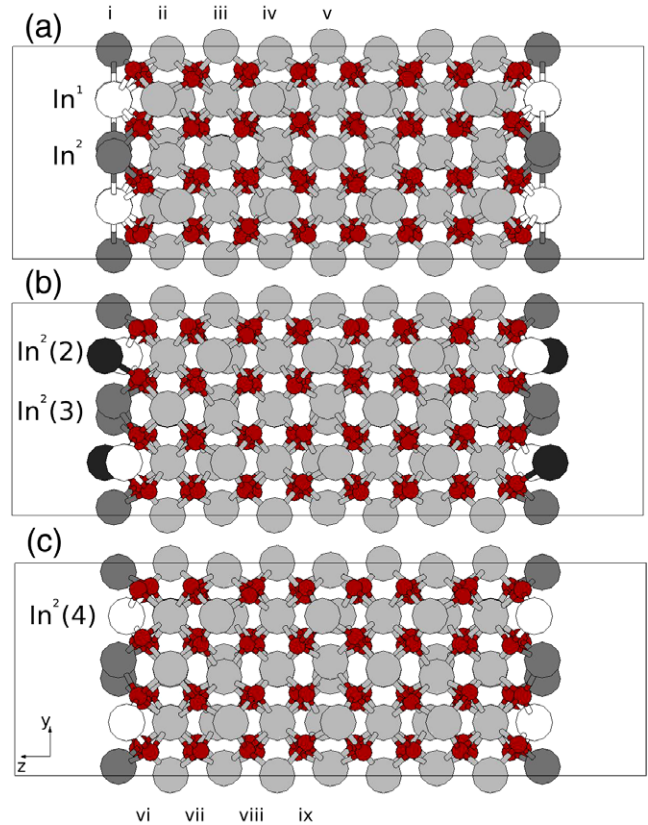 i ii iii iv v
(a)
In¹
In²
(b)
In²(2)
In²(3)
(c)
In²(4)
y
z
vi vii viii ix